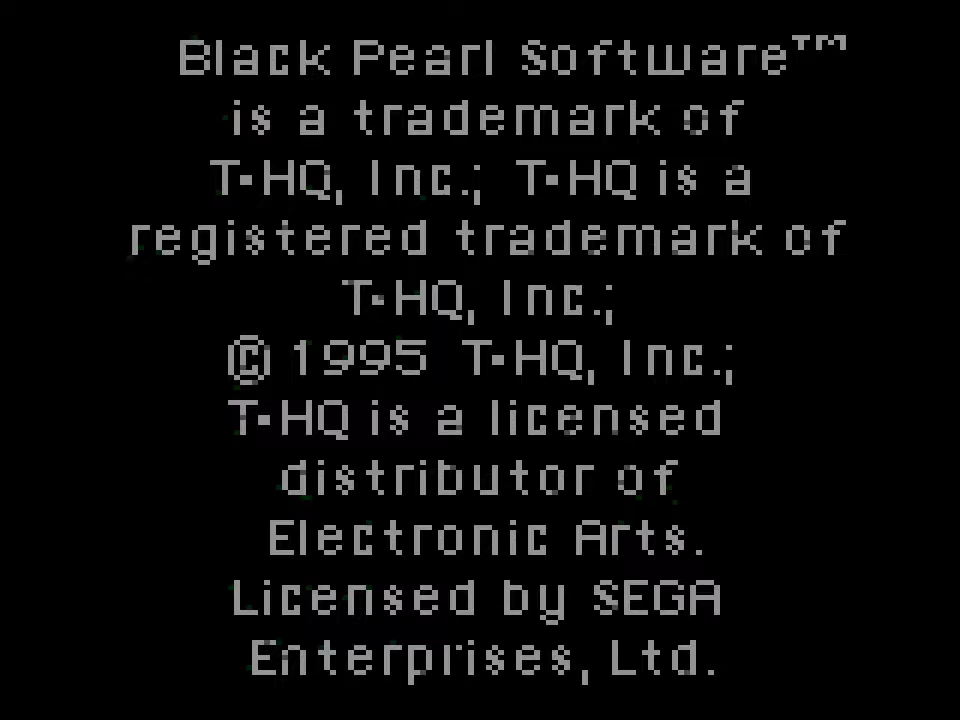 Black Pearl Software™
is a trademark of
T•HQ, Inc.; T•HQ is a
registered trademark of
T•HQ, Inc.;
© 1995 T•HQ, Inc.;
T•HQ is a licensed
distributor of
Electronic Arts.
Licensed by SEGA
Enterprises, Ltd.